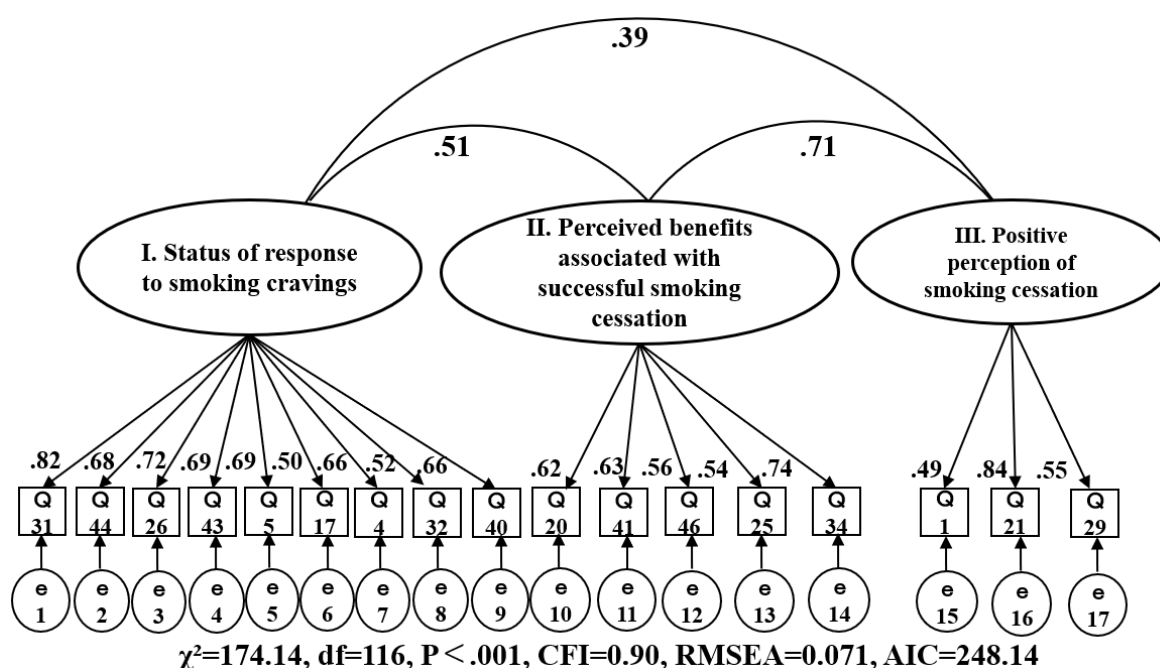 .39
.51
.71
I. Status of response
to smoking cravings
II. Perceived benefits
associated with
successful smoking
cessation
III. Positive
perception of
smoking cessation
.82 .68 .72 .69 .69 .50 .66 .52 .66 .62 .63 .56 .54 .74 .49 .84 .55
Q Q Q Q Q Q Q Q Q Q Q Q Q Q Q Q Q
31 44 26 43 5 17 4 32 40 20 41 46 25 34 1 21 29
e e e e e e e e e e e e e e e e e
1 2 3 4 5 6 7 8 9 10 11 12 13 14 15 16 17
χ²=174.14, df=116, P<.001, CFI=0.90, RMSEA=0.071, AIC=248.14